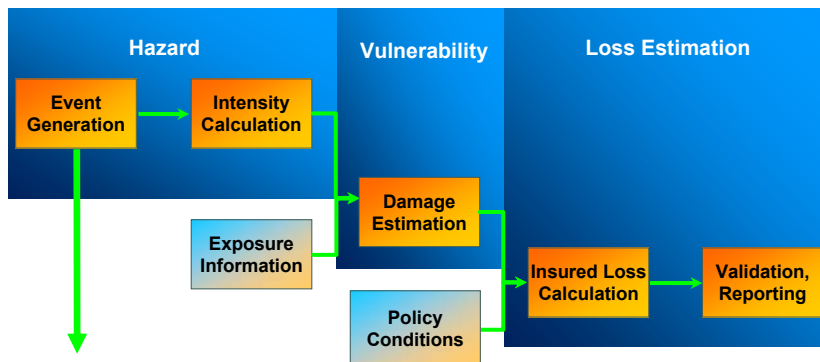 Hazard
Vulnerability
Loss Estimation
Event
Generation
Intensity
Calculation
Damage
Estimation
Exposure
Information
Insured Loss
Calculation
Validation,
Reporting
Policy
Conditions